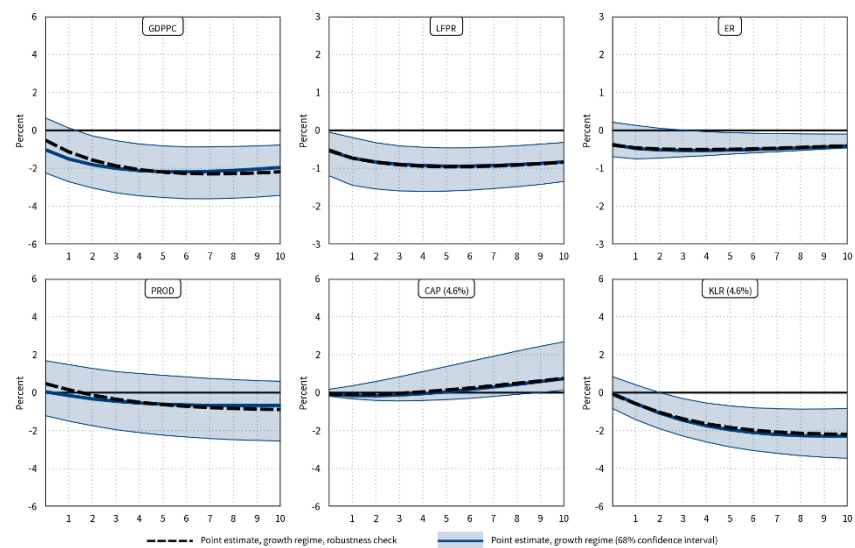 GDPPC
LFPR
ER
6
4
2
0
-2
-4
-6
Percent
1 2 3 4 5 6 7 8 9 10
3
2
1
0
-1
-2
-3
Percent
1 2 3 4 5 6 7 8 9 10
3
2
1
0
-1
-2
-3
Percent
1 2 3 4 5 6 7 8 9 10
PROD
CAP (4.6%)
KLR (4.6%)
6
4
2
0
-2
-4
-6
Percent
1 2 3 4 5 6 7 8 9 10
6
4
2
0
-2
-4
-6
Percent
1 2 3 4 5 6 7 8 9 10
6
4
2
0
-2
-4
-6
Percent
1 2 3 4 5 6 7 8 9 10
Point estimate, growth regime, robustness check
Point estimate, growth regime (68% confidence interval)